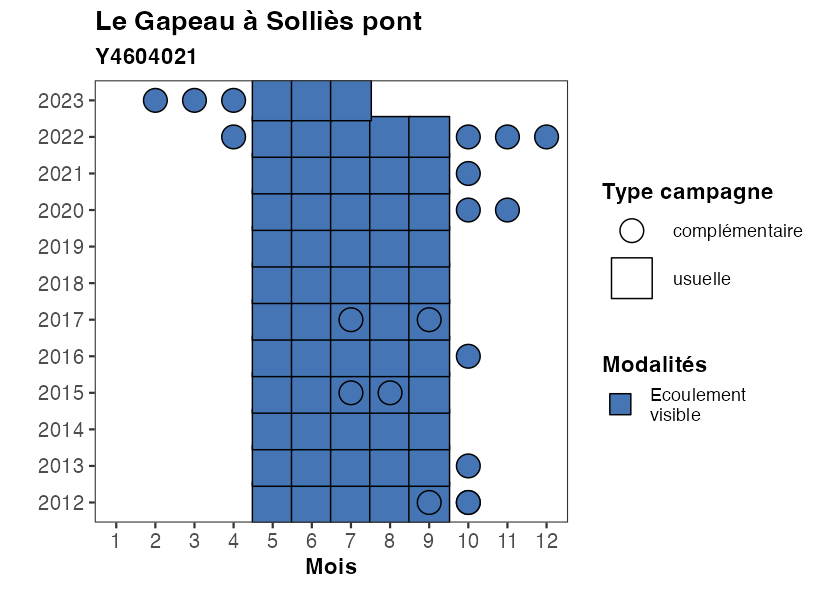 Le Gapeau à Solliès pont
Y4604021
2023
2022
2021
2020
2019
2018
2017
2016
2015
2014
2013
2012
1 2 3 4 5 6 7 8 9 10 11 12
Mois
Type campagne
complémentaire
usuelle
Modalités
Ecoulement
visible